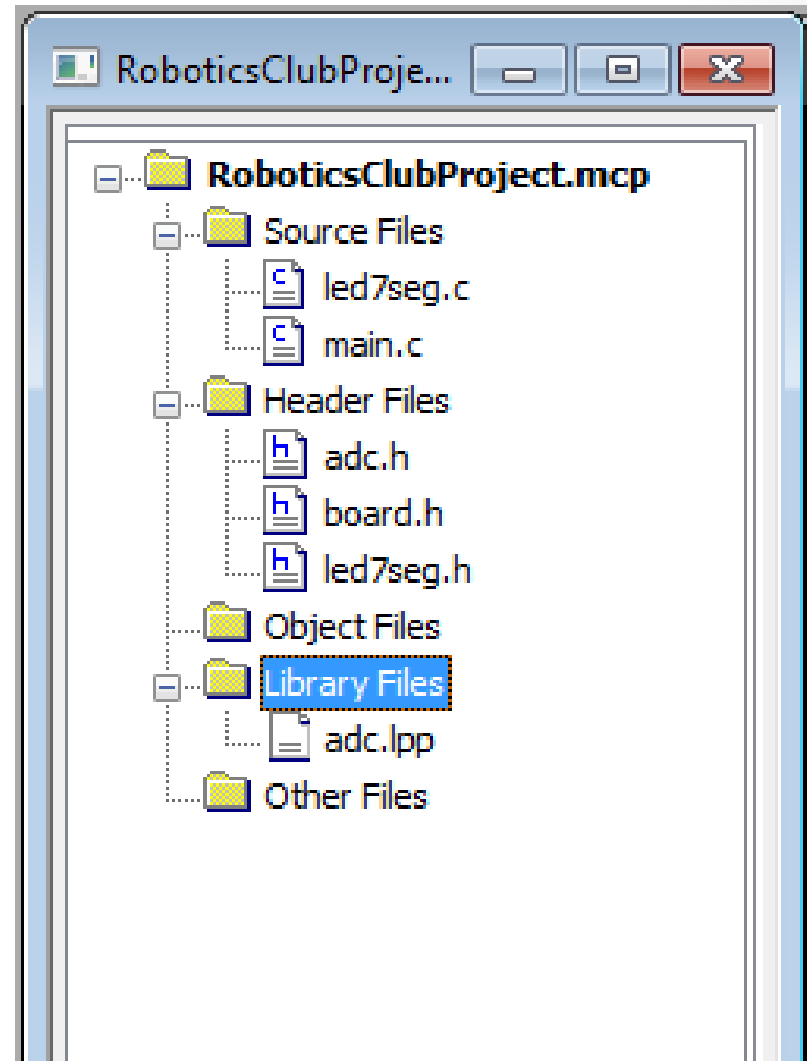 RoboticsClubProje...
RoboticsClubProject.mcp
Source Files
led7seg.c
main.c
Header Files
adc.h
board.h
led7seg.h
Object Files
Library Files
adc.lpp
Other Files